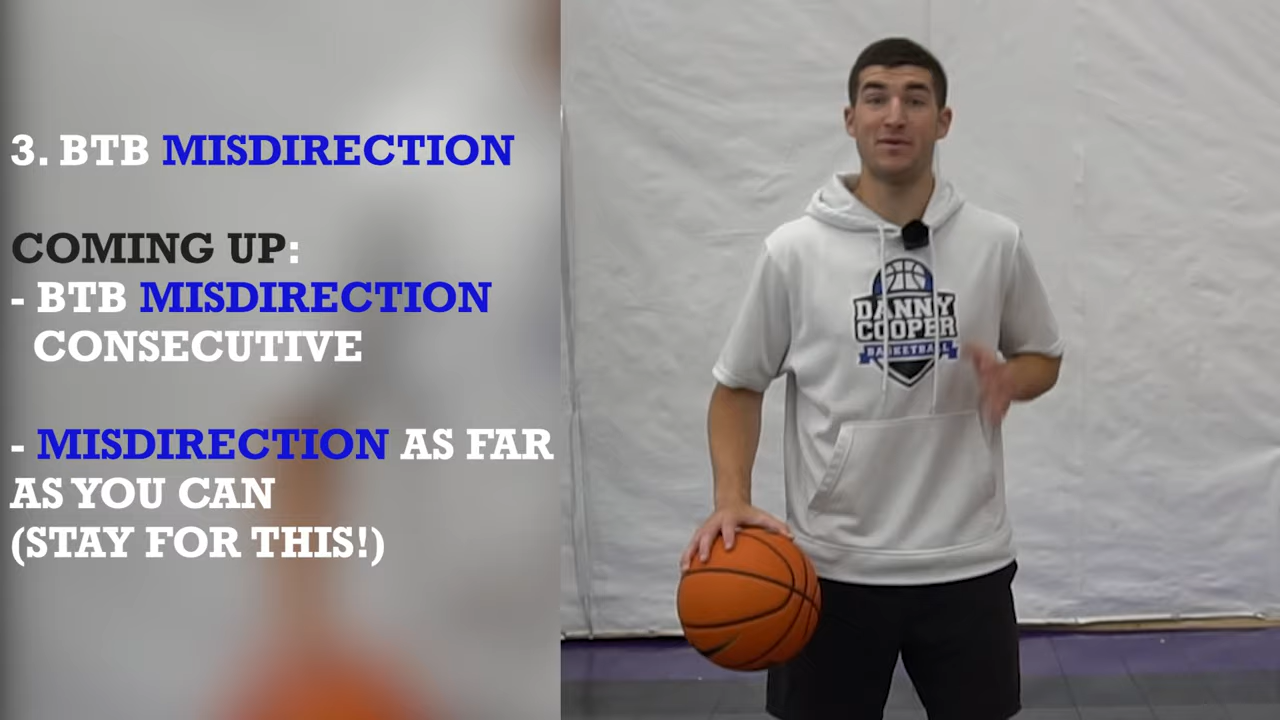 3. BTB MISDIRECTION
COMING UP:
- BTB MISDIRECTION
CONSECUTIVE
- MISDIRECTION AS FAR
AS YOU CAN
(STAY FOR THIS!)
DANNY
COOPER
BASKETBALL